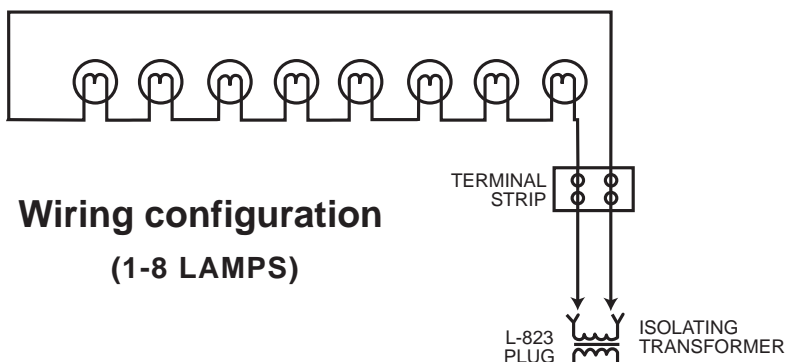 TERMINAL
STRIP
Wiring configuration
(1-8 LAMPS)
L-823
PLUG
ISOLATING
TRANSFORMER